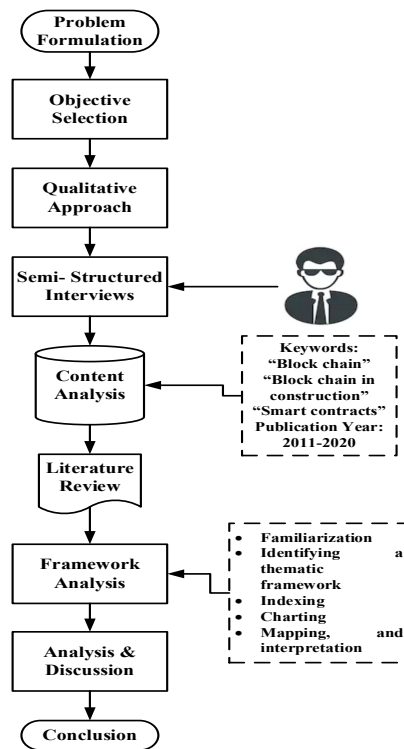 Problem
Formulation
Objective
Selection
Qualitative
Approach
Semi- Structured
Interviews
Content
Analysis
Keywords:
“Block chain”
“Block chain in
construction”
“Smart contracts”
Publication Year:
2011-2020
Literature
Review
Framework
Analysis
• Familiarization
• Identifying a
thematic
framework
• Indexing
• Charting
• Mapping, and
interpretation
Analysis &
Discussion
Conclusion